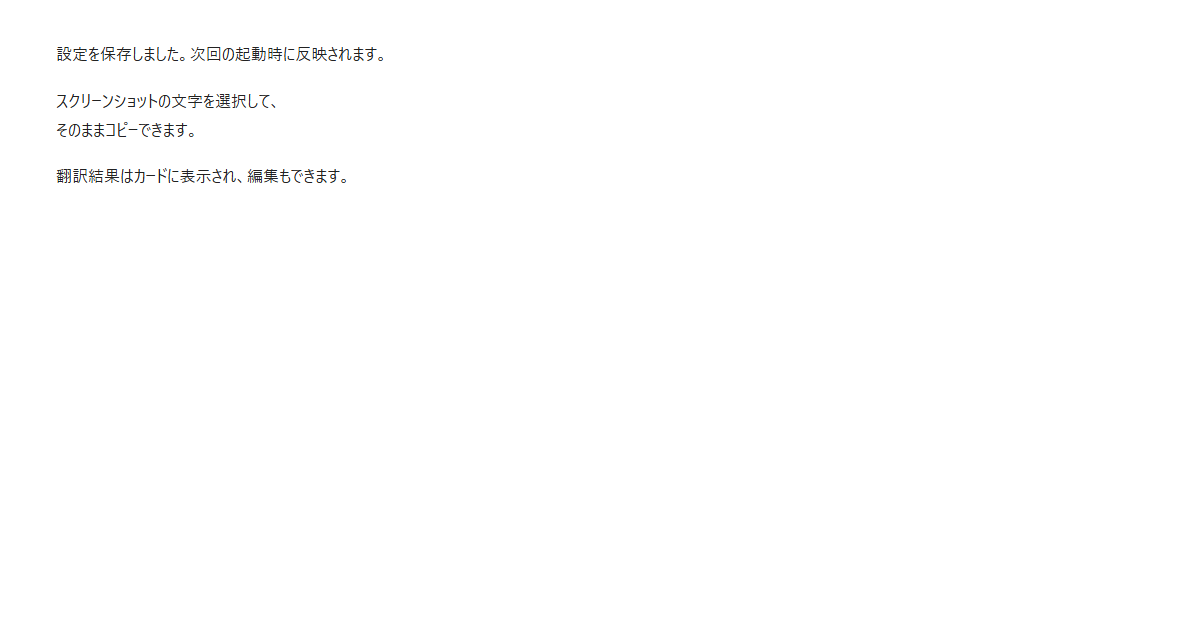 設定を保存しました。次回の起動時に反映されます。
スクリーンショットの文字を選択して、
そのままコピーできます。
翻訳結果はカードに表示され、編集もできます。